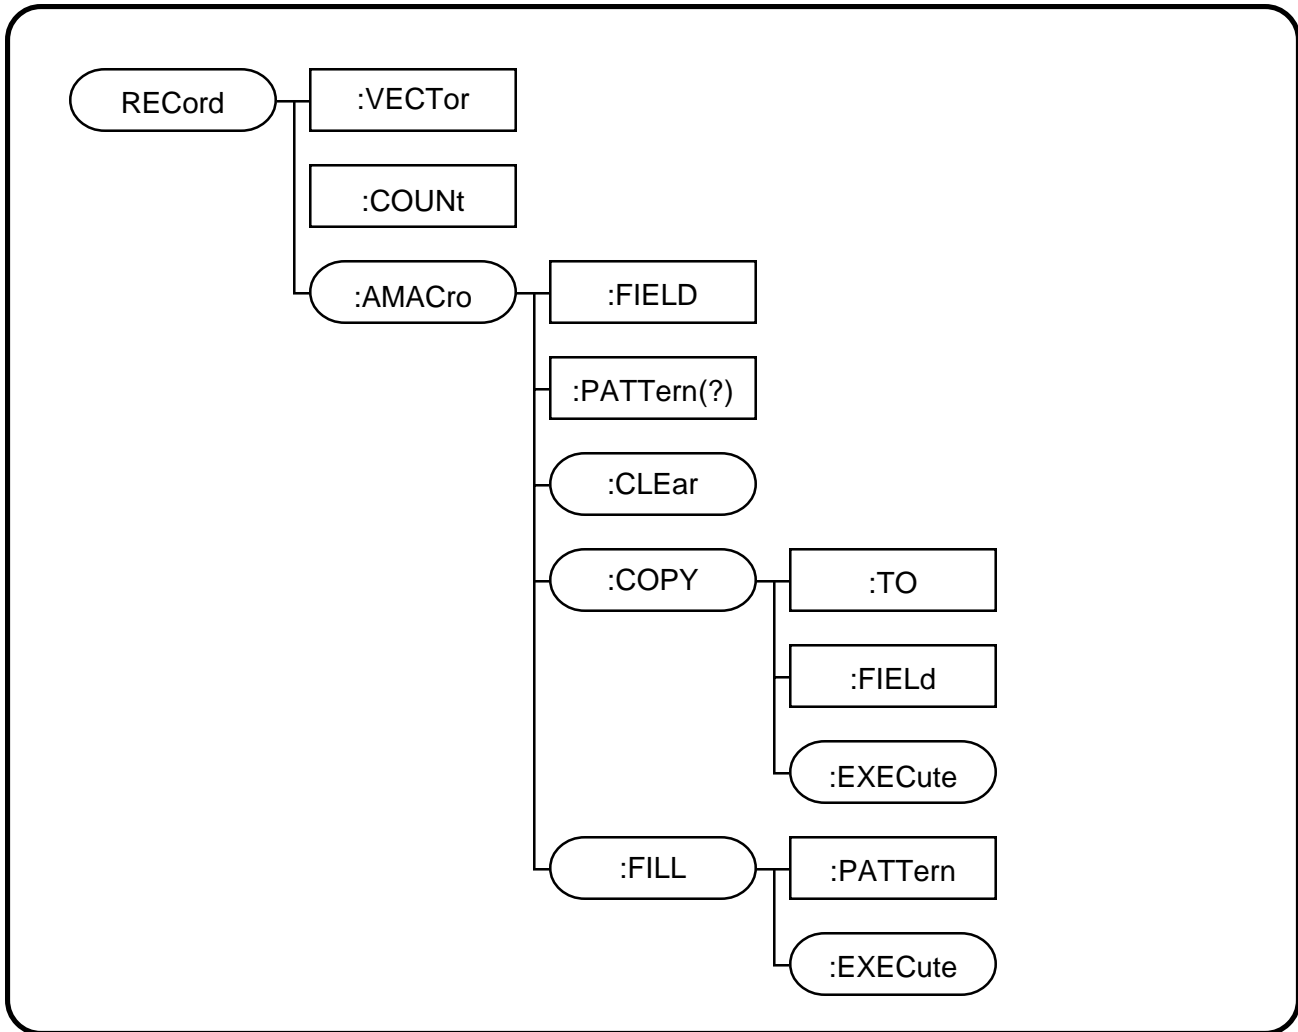 RECord
:VECTor
:COUNt
:AMACro
:FIELD
:PATTern(?)
:CLEar
:COPY
:TO
:FIELd
:EXECute
:FILL
:PATTern
:EXECute